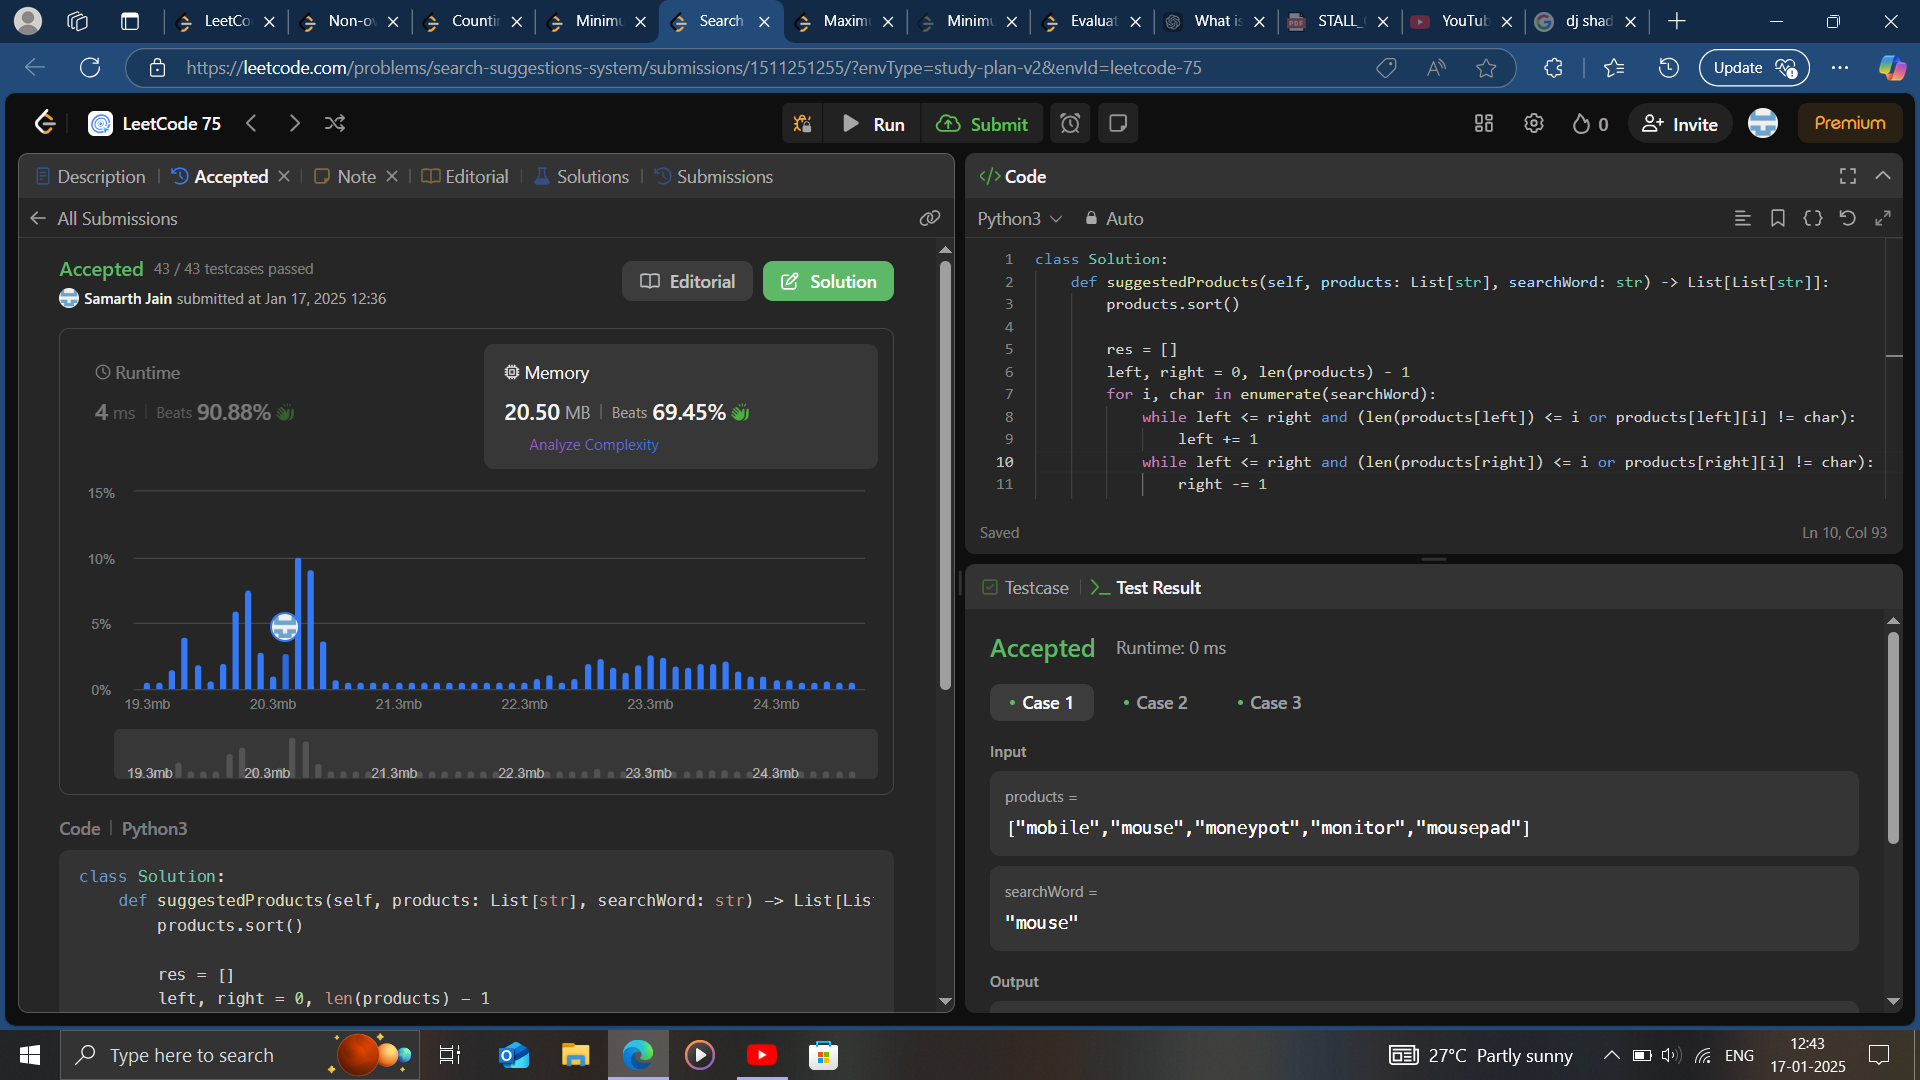 LeetCo
Non-ov
Countin
Minimu
Search
Maximu
Minimu
Evaluat
What is
STALL_
YouTub
dj shad
https://leetcode.com/problems/search-suggestions-system/submissions/1511251255/?envType=study-plan-v2&envId=leetcode-75
Update
LeetCode 75
Run
Submit
0
Invite
Premium
Description
Accepted
Note
Editorial
Solutions
Submissions
All Submissions
Accepted 43 / 43 testcases passed
Samarth Jain submitted at Jan 17, 2025 12:36
Editorial
Solution
Runtime
4 ms | Beats 90.88%
Memory
20.50 MB | Beats 69.45%
Analyze Complexity
15%
10%
5%
0%
19.3mb 20.3mb 21.3mb 22.3mb 23.3mb 24.3mb
19.3mb 20.3mb 21.3mb 22.3mb 23.3mb 24.3mb
Code | Python3
class Solution:
def suggestedProducts(self, products: List[str], searchWord: str) -> List[Lis
products.sort()
res = []
left, right = 0, len(products) - 1
</> Code
Python3
Auto
1 class Solution:
2 def suggestedProducts(self, products: List[str], searchWord: str) -> List[List[str]]:
3 products.sort()
4
5 res = []
6 left, right = 0, len(products) - 1
7 for i, char in enumerate(searchWord):
8 while left <= right and (len(products[left]) <= i or products[left][i] != char):
9 left += 1
10 while left <= right and (len(products[right]) <= i or products[right][i] != char):
11 right -= 1
Saved
Ln 10, Col 93
Testcase
Test Result
Accepted Runtime: 0 ms
Case 1
Case 2
Case 3
Input
products =
["mobile","mouse","moneypot","monitor","mousepad"]
searchWord =
"mouse"
Output
Type here to search
27°C Partly sunny
ENG
12:43
17-01-2025